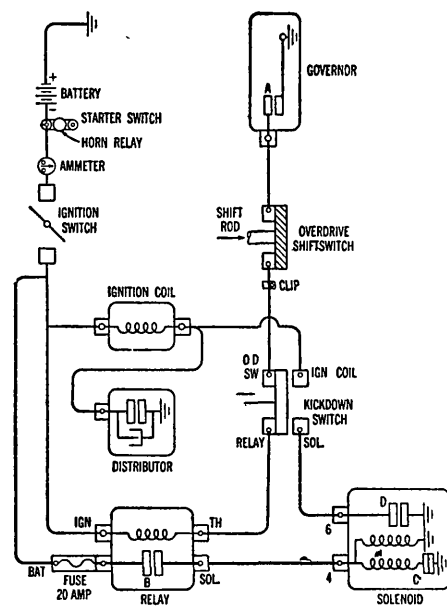 GOVERNOR
A
+
BATTERY
-
STARTER SWITCH
HORN RELAY
AMMETER
IGNITION
SWITCH
SHIFT
ROD
OVERDRIVE
SHIFTSWITCH
CLIP
IGNITION COIL
O D
SW
IGN COIL
KICKDOWN
SWITCH
RELAY
SOL.
DISTRIBUTOR
IGN
TH
6
D
BAT
FUSE
20 AMP
B
RELAY
SOL.
4
C
SOLENOID